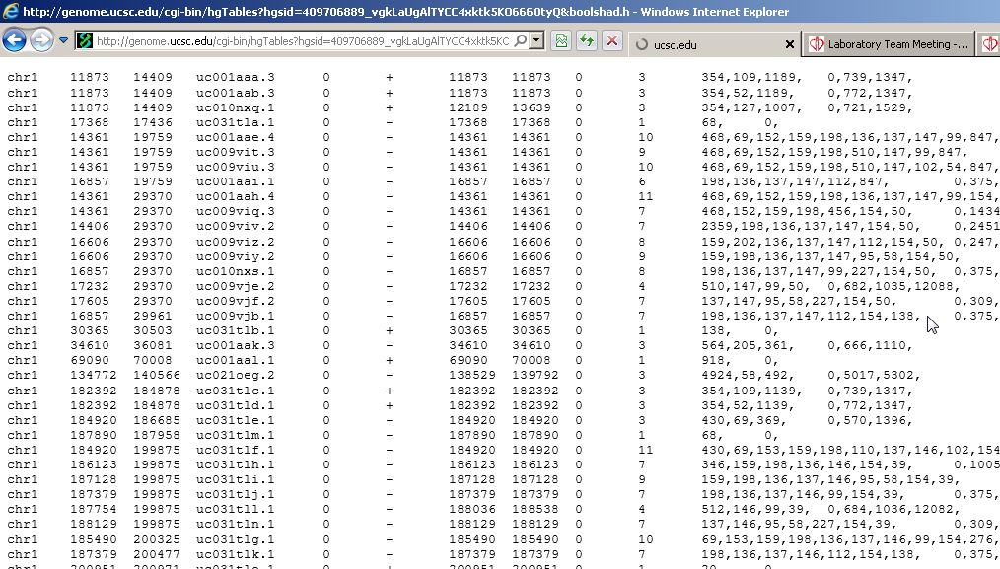 http://genome.ucsc.edu/cgi-bin/hgTables?hgsid=409706889_vgkLaUgAlTYCC4xktk5KO666OtyQ&boolshad.h - Windows Internet Explorer
http://genome.ucsc.edu/cgi-bin/hgTables?hgsid=409706889_vgkLaUgAlTYCC4xktk5KO ucsc.edu Laboratory Team Meeting -...
chr1 11873 14409 uc001aaa.3 0 + 11873 11873 0 3 354,109,1189, 0,739,1347,
chr1 11873 14409 uc001aab.3 0 + 11873 11873 0 3 354,52,1189, 0,772,1347,
chr1 11873 14409 uc010nxq.1 0 + 12189 13639 0 3 354,127,1007, 0,721,1529,
chr1 17368 17436 uc031tla.1 0 - 17368 17368 0 1 68, 0,
chr1 14361 19759 uc001aae.4 0 - 14361 14361 0 10 468,69,152,159,198,136,137,147,99,847,
chr1 14361 19759 uc009vit.3 0 - 14361 14361 0 9 468,69,152,159,198,510,147,99,847,
chr1 14361 19759 uc009viu.3 0 - 14361 14361 0 10 468,69,152,159,198,510,147,102,54,847,
chr1 16857 19759 uc001aai.1 0 - 16857 16857 0 6 198,136,137,147,112,847, 0,375,
chr1 14361 29370 uc001aah.4 0 - 14361 14361 0 11 468,69,152,159,198,136,137,147,99,154,
chr1 14361 29370 uc009viq.3 0 - 14361 14361 0 7 468,152,159,198,456,154,50, 0,1434
chr1 14406 29370 uc009viv.2 0 - 14406 14406 0 7 2359,198,136,137,147,154,50, 0,2451
chr1 16606 29370 uc009viz.2 0 - 16606 16606 0 8 159,202,136,137,147,112,154,50, 0,247,
chr1 16606 29370 uc009viy.2 0 - 16606 16606 0 9 159,198,136,137,147,95,58,154,50,
chr1 16857 29370 uc010nxs.1 0 - 16857 16857 0 8 198,136,137,147,99,227,154,50, 0,375,
chr1 17232 29370 uc009vje.2 0 - 17232 17232 0 4 510,147,99,50, 0,682,1035,12088,
chr1 17605 29370 uc009vjf.2 0 - 17605 17605 0 7 137,147,95,58,227,154,50, 0,309,
chr1 16857 29961 uc009vjb.1 0 - 16857 16857 0 7 198,136,137,147,112,154,138, 0,375,
chr1 30365 30503 uc031tlb.1 0 + 30365 30365 0 1 138, 0,
chr1 34610 36081 uc001aak.3 0 - 34610 34610 0 3 564,205,361, 0,666,1110,
chr1 69090 70008 uc001aal.1 0 + 69090 70008 0 1 918, 0,
chr1 134772 140566 uc021oeg.2 0 - 138529 139792 0 3 4924,58,492, 0,5017,5302,
chr1 182392 184878 uc031tlc.1 0 + 182392 182392 0 3 354,109,1139, 0,739,1347,
chr1 182392 184878 uc031tld.1 0 + 182392 182392 0 3 354,52,1139, 0,772,1347,
chr1 184920 186685 uc031tle.1 0 - 184920 184920 0 3 430,69,369, 0,570,1396,
chr1 187890 187958 uc031tlm.1 0 - 187890 187890 0 1 68, 0,
chr1 184920 199875 uc031tlf.1 0 - 184920 184920 0 11 430,69,153,159,198,110,137,146,102,154
chr1 186123 199875 uc031tlh.1 0 - 186123 186123 0 7 346,159,198,136,146,154,39, 0,1005
chr1 187128 199875 uc031tli.1 0 - 187128 187128 0 9 159,198,136,137,146,95,58,154,39,
chr1 187379 199875 uc031tlj.1 0 - 187379 187379 0 7 198,136,137,146,99,154,39, 0,375,
chr1 187754 199875 uc031tll.1 0 - 188036 188538 0 4 512,146,99,39, 0,684,1036,12082,
chr1 188129 199875 uc031tln.1 0 - 188129 188129 0 7 137,146,95,58,227,154,39, 0,309,
chr1 185490 200325 uc031tlg.1 0 - 185490 185490 0 10 69,153,159,198,136,137,146,99,154,276,
chr1 187379 200477 uc031tlk.1 0 - 187379 187379 0 7 198,136,137,146,112,154,138, 0,375,